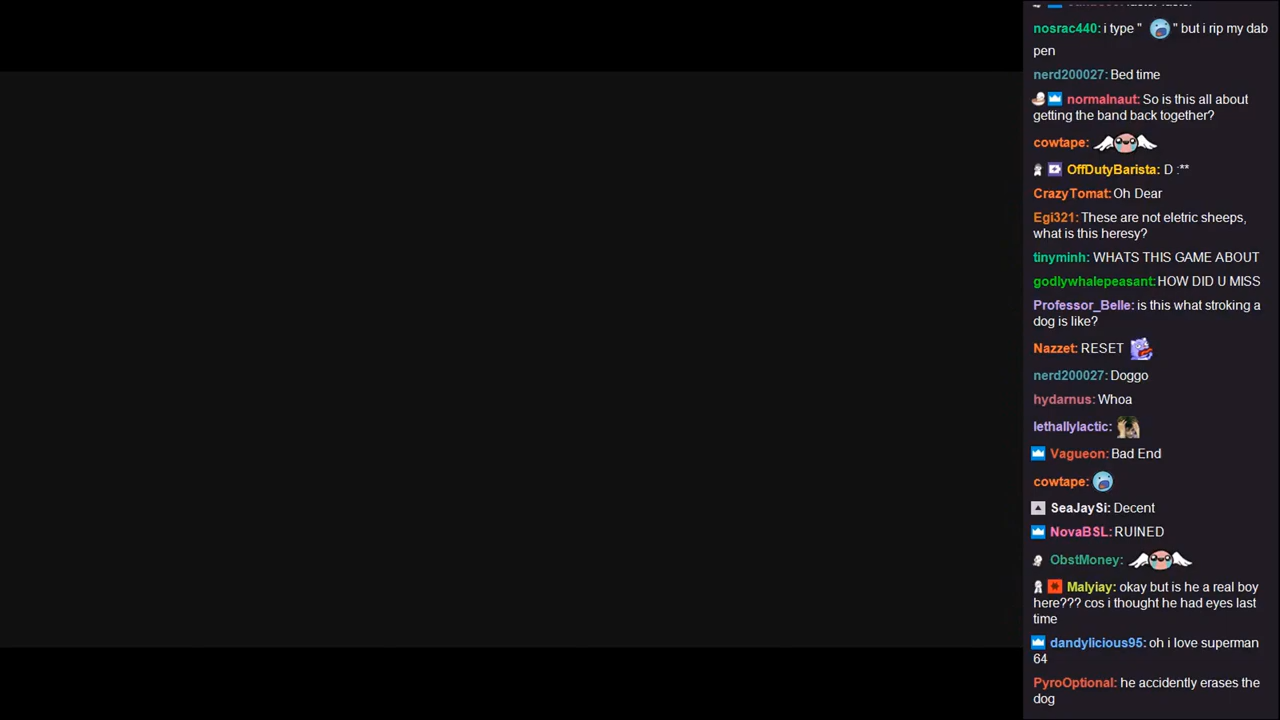 nosrac440: i type " " but i rip my dab
pen
nerd200027: Bed time
normalnaut: So is this all about
getting the band back together?
cowtape:
OffDutyBarista: D :**
CrazyTomat: Oh Dear
Egi321: These are not eletric sheeps,
what is this heresy?
tinyminh: WHATS THIS GAME ABOUT
godlywhalepeasant: HOW DID U MISS
Professor_Belle: is this what stroking a
dog is like?
Nazzet: RESET
nerd200027: Doggo
hydarnus: Whoa
lethallylactic:
Vagueon: Bad End
cowtape:
SeaJaySi: Decent
NovaBSL: RUINED
ObstMoney:
Malyiay: okay but is he a real boy
here??? cos i thought he had eyes last
time
dandylicious95: oh i love superman
64
PyroOptional: he accidently erases the
dog